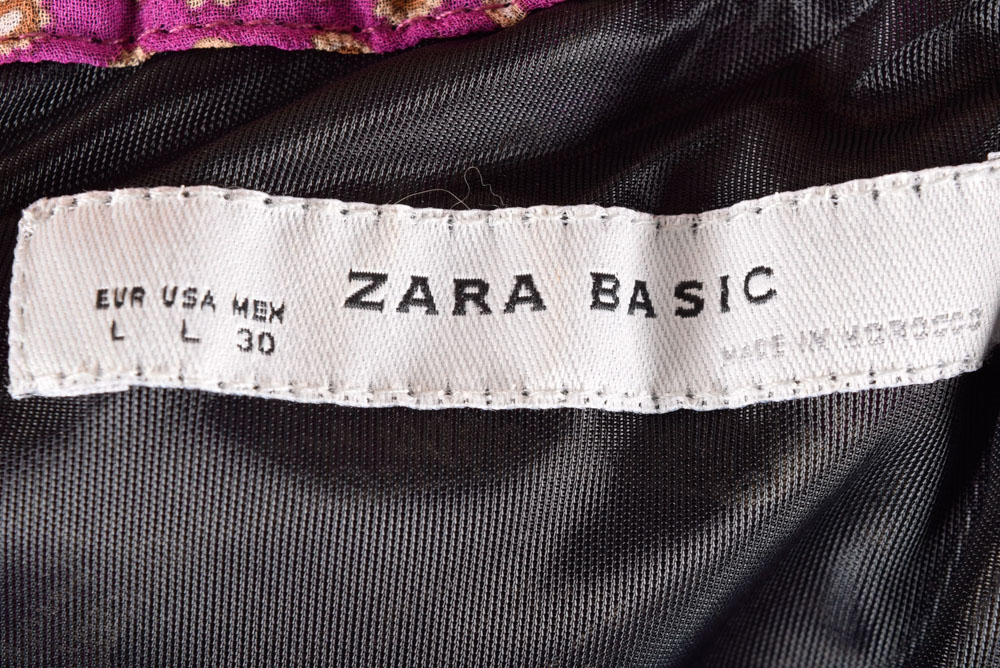 EUR USA MEX
L L 30
ZARA BASIC
MADE IN MOROCCO